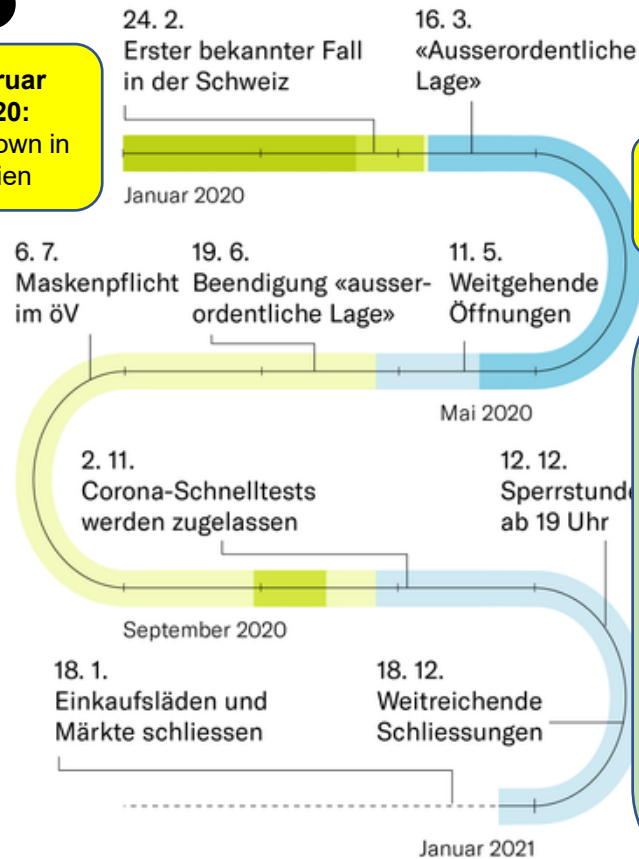 24. 2.
Erster bekannter Fall
in der Schweiz
16. 3.
«Ausserordentliche
Lage»
20:
Januar 2020
6. 7.
Maskenpflicht
im öV
19. 6.
Beendigung «ausser-
ordentliche Lage»
11. 5.
Weitgehende
Öffnungen
Mai 2020
2. 11.
Corona-Schnelltests
werden zugelassen
12. 12.
Sperrstunde
ab 19 Uhr
September 2020
18. 1.
Einkaufsläden und
Märkte schliessen
18. 12.
Weitreichende
Schliessungen
Januar 2021